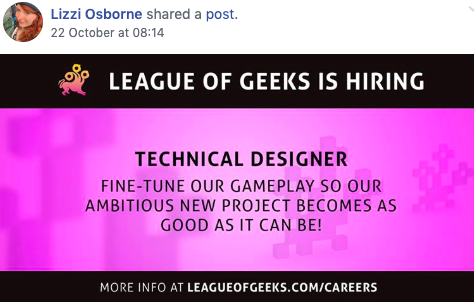 Lizzi Osborne shared a post.
22 October at 08:14
LEAGUE OF GEEKS IS HIRING
TECHNICAL DESIGNER
FINE-TUNE OUR GAMEPLAY SO OUR
AMBITIOUS NEW PROJECT BECOMES AS
GOOD AS IT CAN BE!
MORE INFO AT LEAGUEOFGEEKS.COM/CAREERS